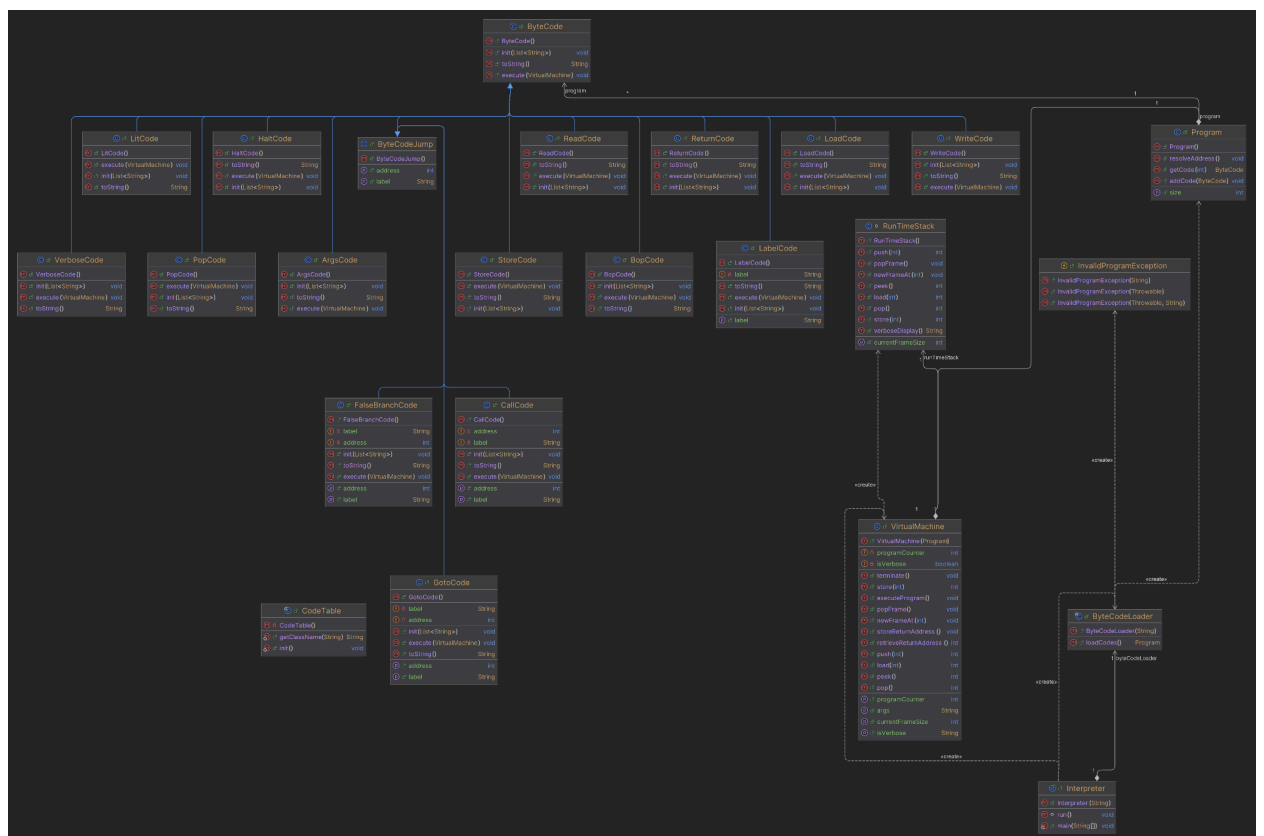 ByteCode
ByteCode()
init(List<String>) void
toString() String
execute(VirtualMachine) void
program
*
1
1
program
LitCode
LitCode()
execute(VirtualMachine) void
init(List<String>) void
toString() String
HaltCode
HaltCode()
toString() String
execute(VirtualMachine) void
init(List<String>) void
ByteCodeJump
ByteCodeJump()
address int
label String
ReadCode
ReadCode()
toString() String
execute(VirtualMachine) void
init(List<String>) void
ReturnCode
ReturnCode()
toString() String
execute(VirtualMachine) void
init(List<String>) void
LoadCode
LoadCode()
toString() String
execute(VirtualMachine) void
init(List<String>) void
WriteCode
WriteCode()
init(List<String>) void
toString() String
execute(VirtualMachine) void
Program
Program()
resolveAddress() void
getCode(int) ByteCode
addCode(ByteCode) void
size int
VerboseCode
VerboseCode()
init(List<String>) void
execute(VirtualMachine) void
toString() String
PopCode
PopCode()
execute(VirtualMachine) void
init(List<String>) void
toString() String
ArgsCode
ArgsCode()
init(List<String>) void
toString() String
execute(VirtualMachine) void
StoreCode
StoreCode()
execute(VirtualMachine) void
toString() String
init(List<String>) void
BopCode
BopCode()
init(List<String>) void
execute(VirtualMachine) void
toString() String
LabelCode
LabelCode()
label String
toString() String
execute(VirtualMachine) void
init(List<String>) void
label String
RunTimeStack
RunTimeStack()
push(int) int
popFrame() void
newFrameAt(int) void
peek() int
load(int) int
pop() int
store(int) int
verboseDisplay() String
currentFrameSize int
InvalidProgramException
InvalidProgramException(String)
InvalidProgramException(Throwable)
InvalidProgramException(Throwable, String)
runTimeStack
FalseBranchCode
FalseBranchCode()
label String
address int
init(List<String>) void
toString() String
execute(VirtualMachine) void
address int
label String
CallCode
CallCode()
address int
label String
init(List<String>) void
toString() String
execute(VirtualMachine) void
address int
label String
«create»
«create»
1
VirtualMachine
VirtualMachine(Program)
programCounter int
isVerbose boolean
terminate() void
store(int) int
executeProgram() void
popFrame() void
newFrameAt(int) void
storeReturnAddress() void
retrieveReturnAddress() int
push(int) int
load(int) int
peek() int
pop() int
programCounter int
args String
currentFrameSize int
isVerbose String
GotoCode
GotoCode()
label String
address int
init(List<String>) void
execute(VirtualMachine) void
toString() String
address int
label String
CodeTable
CodeTable()
getClassName(String) String
init() void
«create»
ByteCodeLoader
ByteCodeLoader(String)
loadCodes() Program
1 byteCodeLoader
«create»
«create»
1
Interpreter
Interpreter(String)
run() void
main(String[]) void